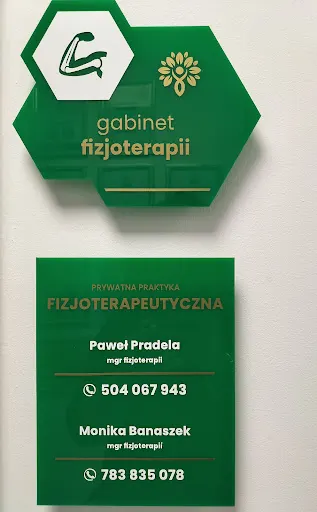 gabinet
fizjoterapii
PRYWATNA PRAKTYKA
FIZJOTERAPEUTYCZNA
Paweł Pradela
mgr fizjoterapii
504 067 943
Monika Banaszek
mgr fizjoterapii
783 835 078